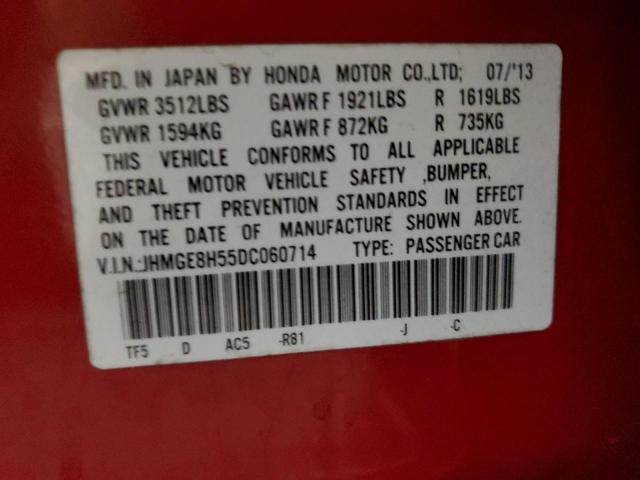 MFD. IN JAPAN BY HONDA MOTOR CO.,LTD; 07/'13
GVWR 3512LBS GAWR F 1921LBS R 1619LBS
GVWR 1594KG GAWR F 872KG R 735KG
THIS VEHICLE CONFORMS TO ALL APPLICABLE
FEDERAL MOTOR VEHICLE SAFETY ,BUMPER,
AND THEFT PREVENTION STANDARDS IN EFFECT
ON THE DATE OF MANUFACTURE SHOWN ABOVE.
V.I.N.:JHMGE8H55DC060714 TYPE: PASSENGER CAR
TF5 D AC5 -R81 -J -C